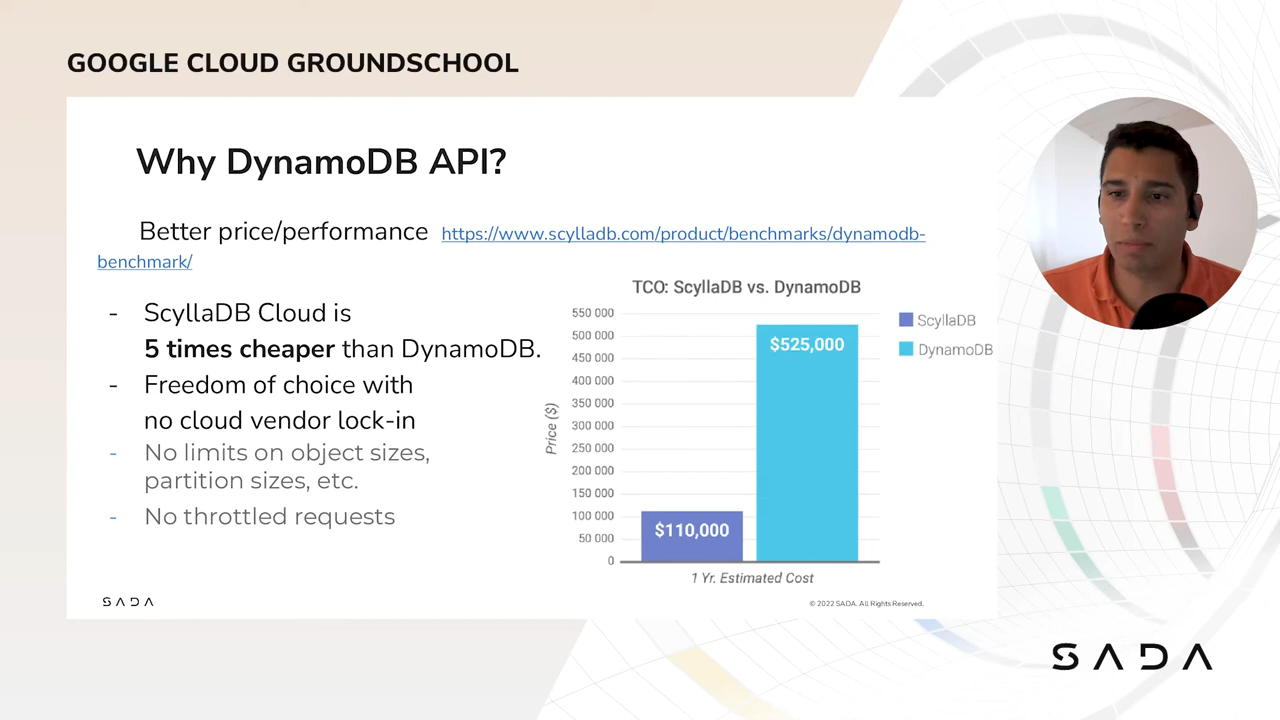 GOOGLE CLOUD GROUNDSCHOOL
Why DynamoDB API?
Better price/performance https://www.scylladb.com/product/benchmarks/dynamodb-
benchmark/
- ScyllaDB Cloud is
5 times cheaper than DynamoDB.
- Freedom of choice with
no cloud vendor lock-in
- No limits on object sizes,
partition sizes, etc.
- No throttled requests
TCO: ScyllaDB vs. DynamoDB
550 000
500 000
450 000
400 000
350 000
300 000
250 000
200 000
150 000
100 000
50 000
0
Price ($)
$110,000
$525,000
1 Yr. Estimated Cost
ScyllaDB
DynamoDB
SADA
© 2022 SADA. All Rights Reserved.
SADA